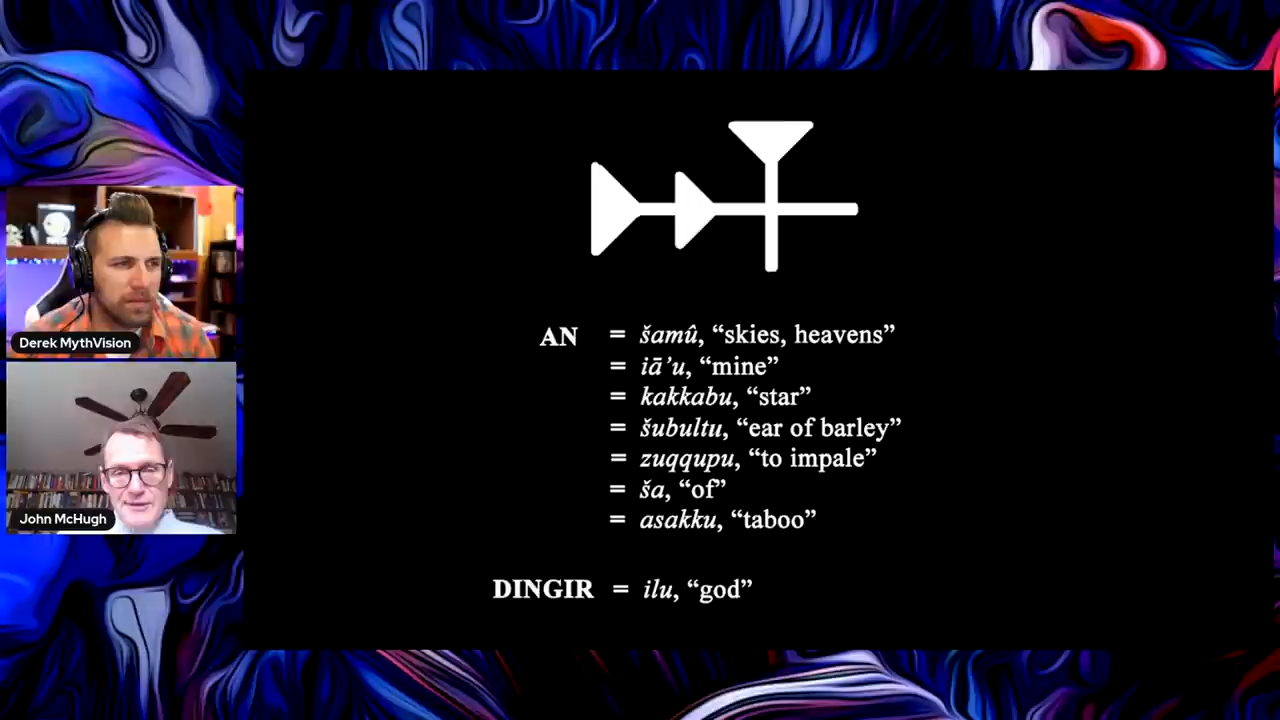 AN = šamû, “skies, heavens”
= iā’u, “mine”
= kakkabu, “star”
= šubultu, “ear of barley”
= zuqqupu, “to impale”
= ša, “of”
= asakku, “taboo”
DINGIR = ilu, “god”
Derek MythVision
John McHugh